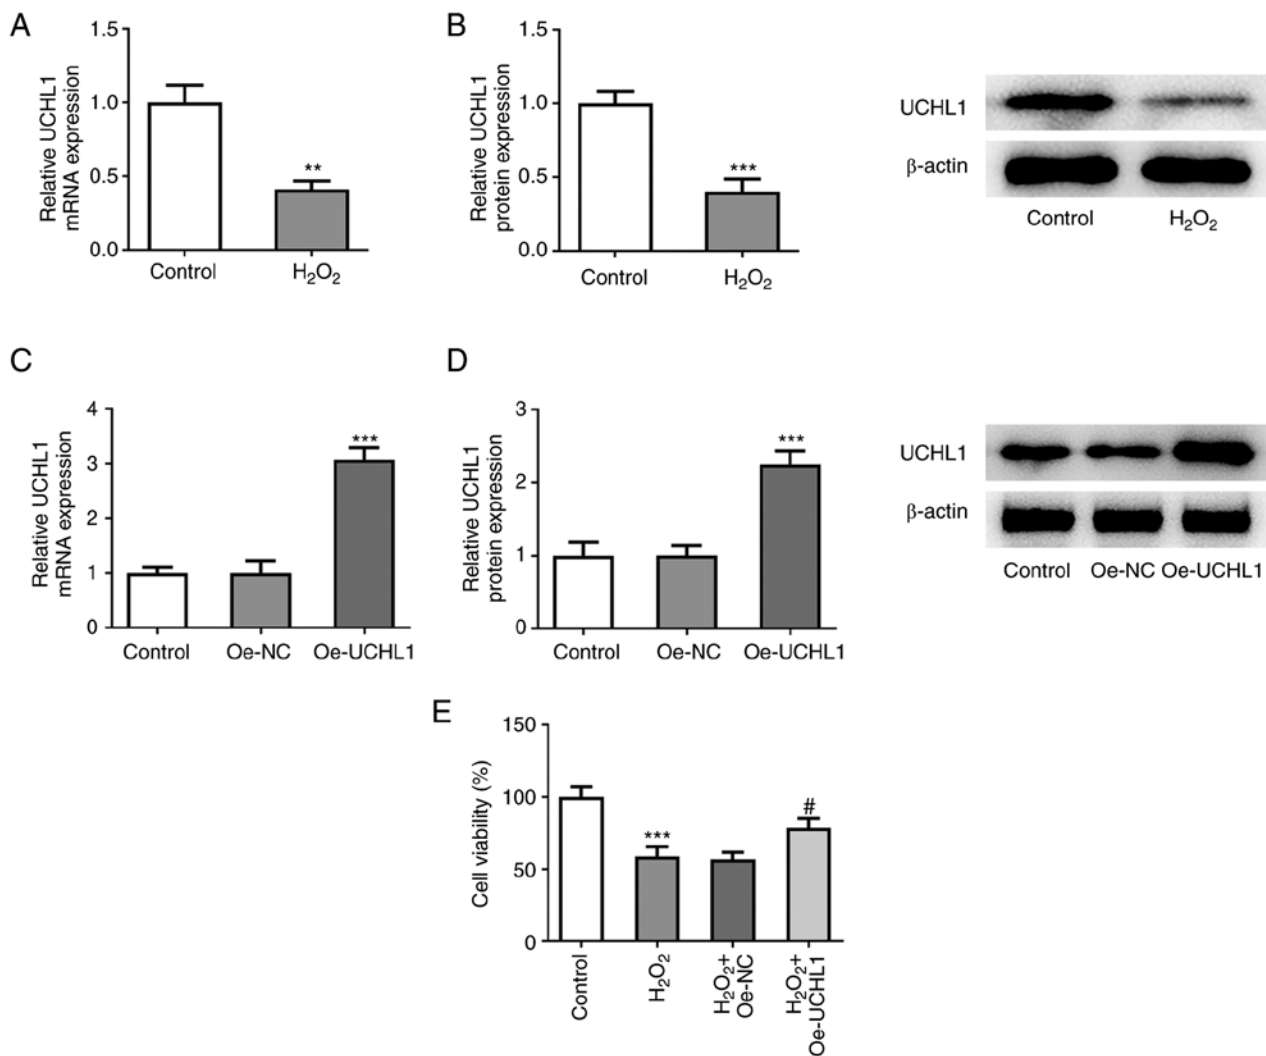 A
Relative UCHL1
mRNA expression
1.5
1.0
0.5
0.0
**
Control
H₂O₂
B
Relative UCHL1
protein expression
1.5
1.0
0.5
0.0
***
Control
H₂O₂
UCHL1
β-actin
Control
H₂O₂
C
Relative UCHL1
mRNA expression
4
3
2
1
0
***
Control
Oe-NC
Oe-UCHL1
D
Relative UCHL1
protein expression
3
2
1
0
***
Control
Oe-NC
Oe-UCHL1
UCHL1
β-actin
Control Oe-NC Oe-UCHL1
E
Cell viability (%)
150
100
50
0
***
#
Control
H₂O₂
H₂O₂+
Oe-NC
H₂O₂+
Oe-UCHL1